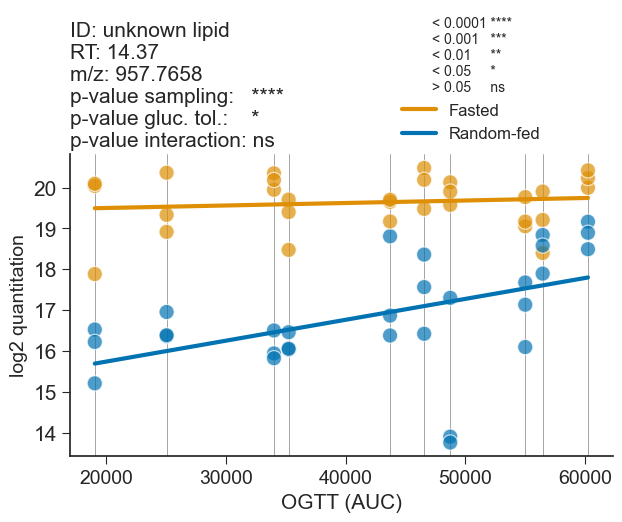 ID: unknown lipid
RT: 14.37
m/z: 957.7658
p-value sampling: ****
p-value gluc. tol.: *
p-value interaction: ns
< 0.0001 ****
< 0.001 ***
< 0.01 **
< 0.05 *
> 0.05 ns
Fasted
Random-fed
log2 quantitation
20
19
18
17
16
15
14
20000
30000
40000
50000
60000
OGTT (AUC)